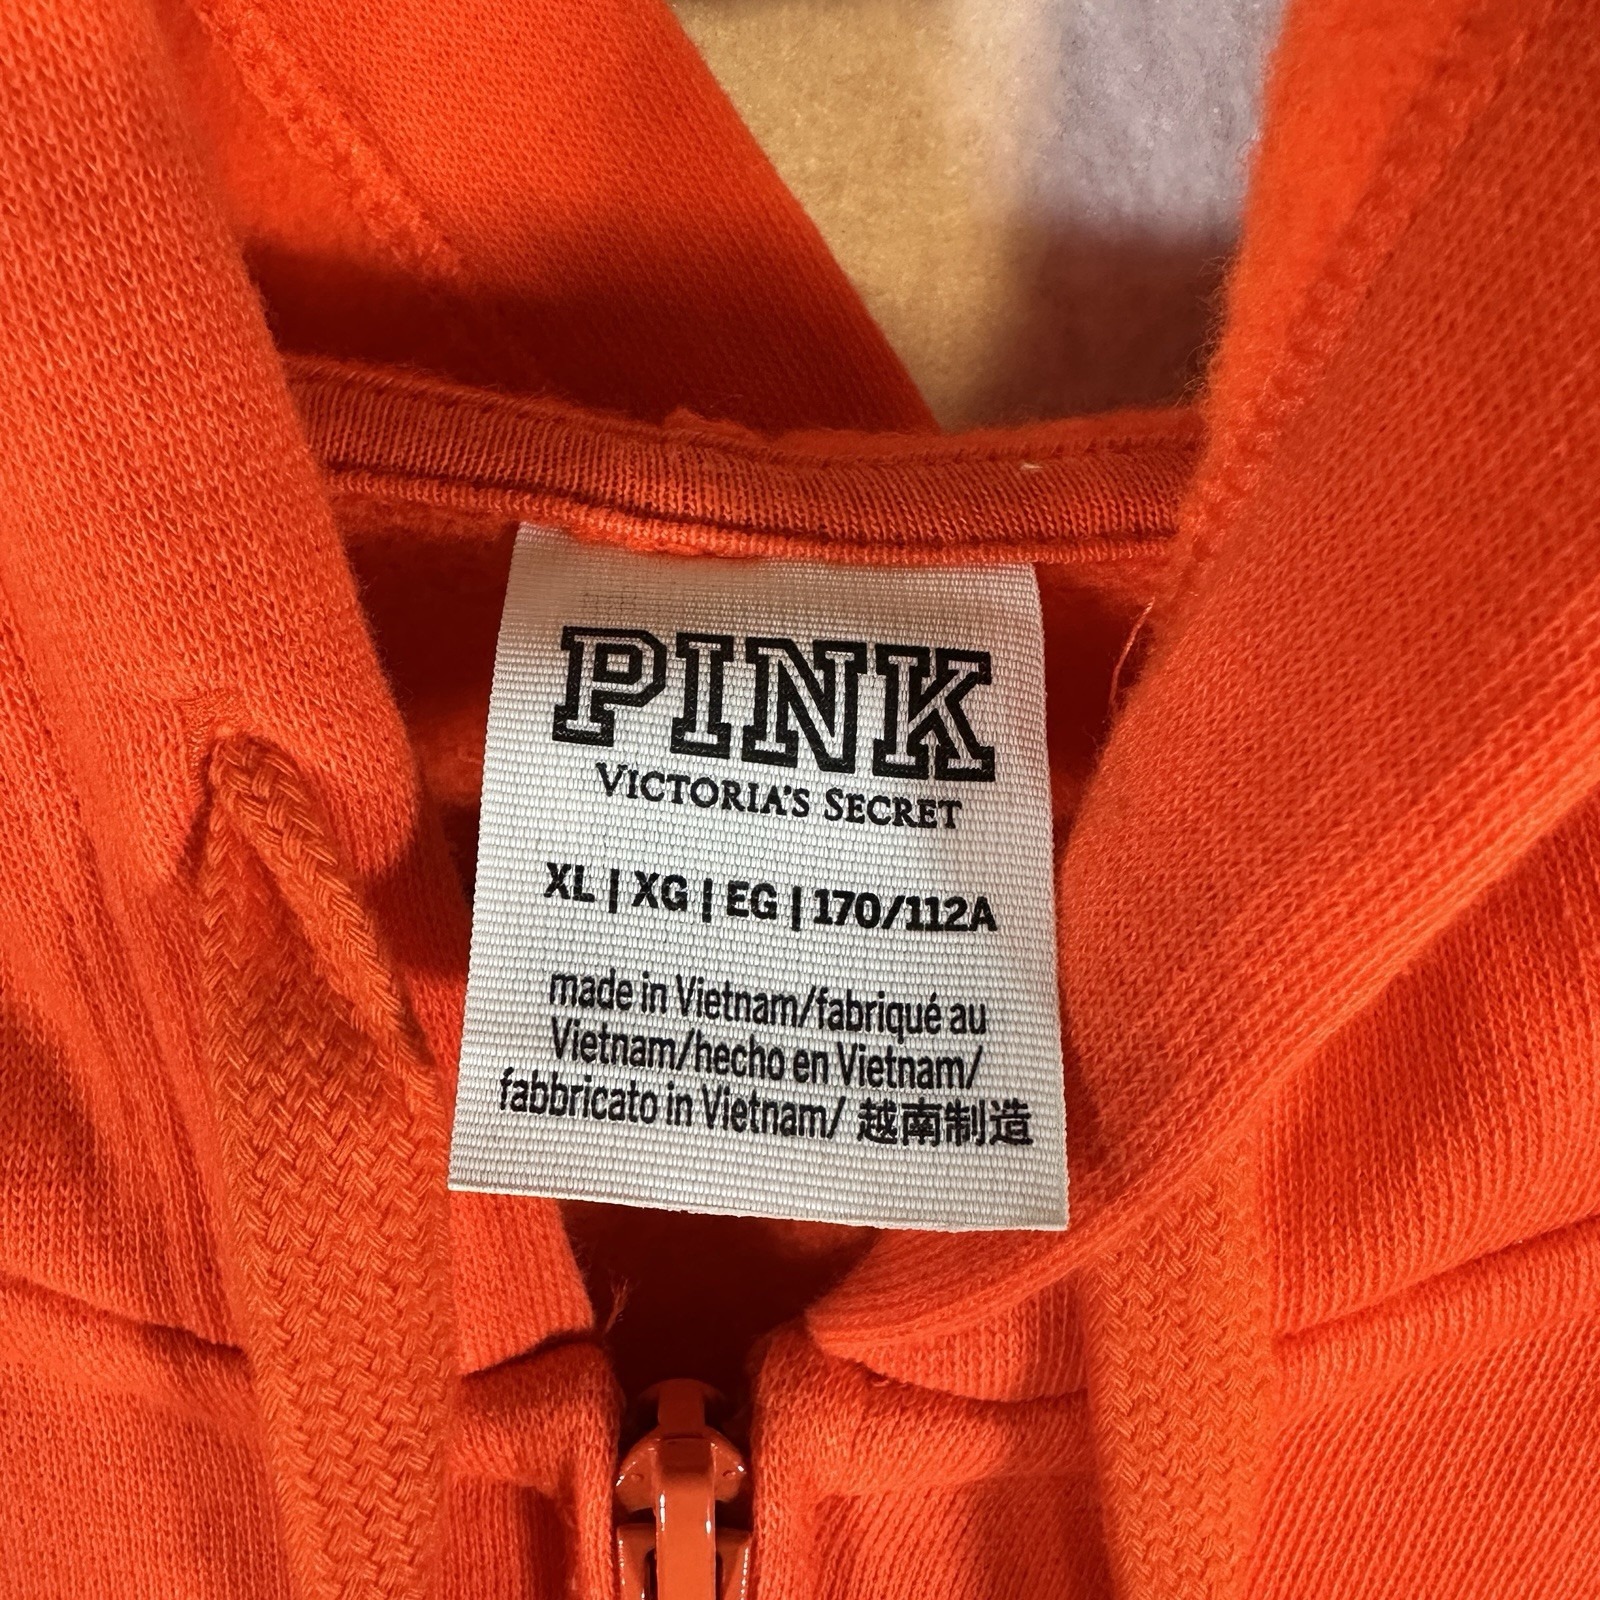 PINK
VICTORIA'S SECRET
XL | XG | EG | 170/112A
made in Vietnam/fabriqué au
Vietnam/hecho en Vietnam/
fabbricato in Vietnam/ 越南制造